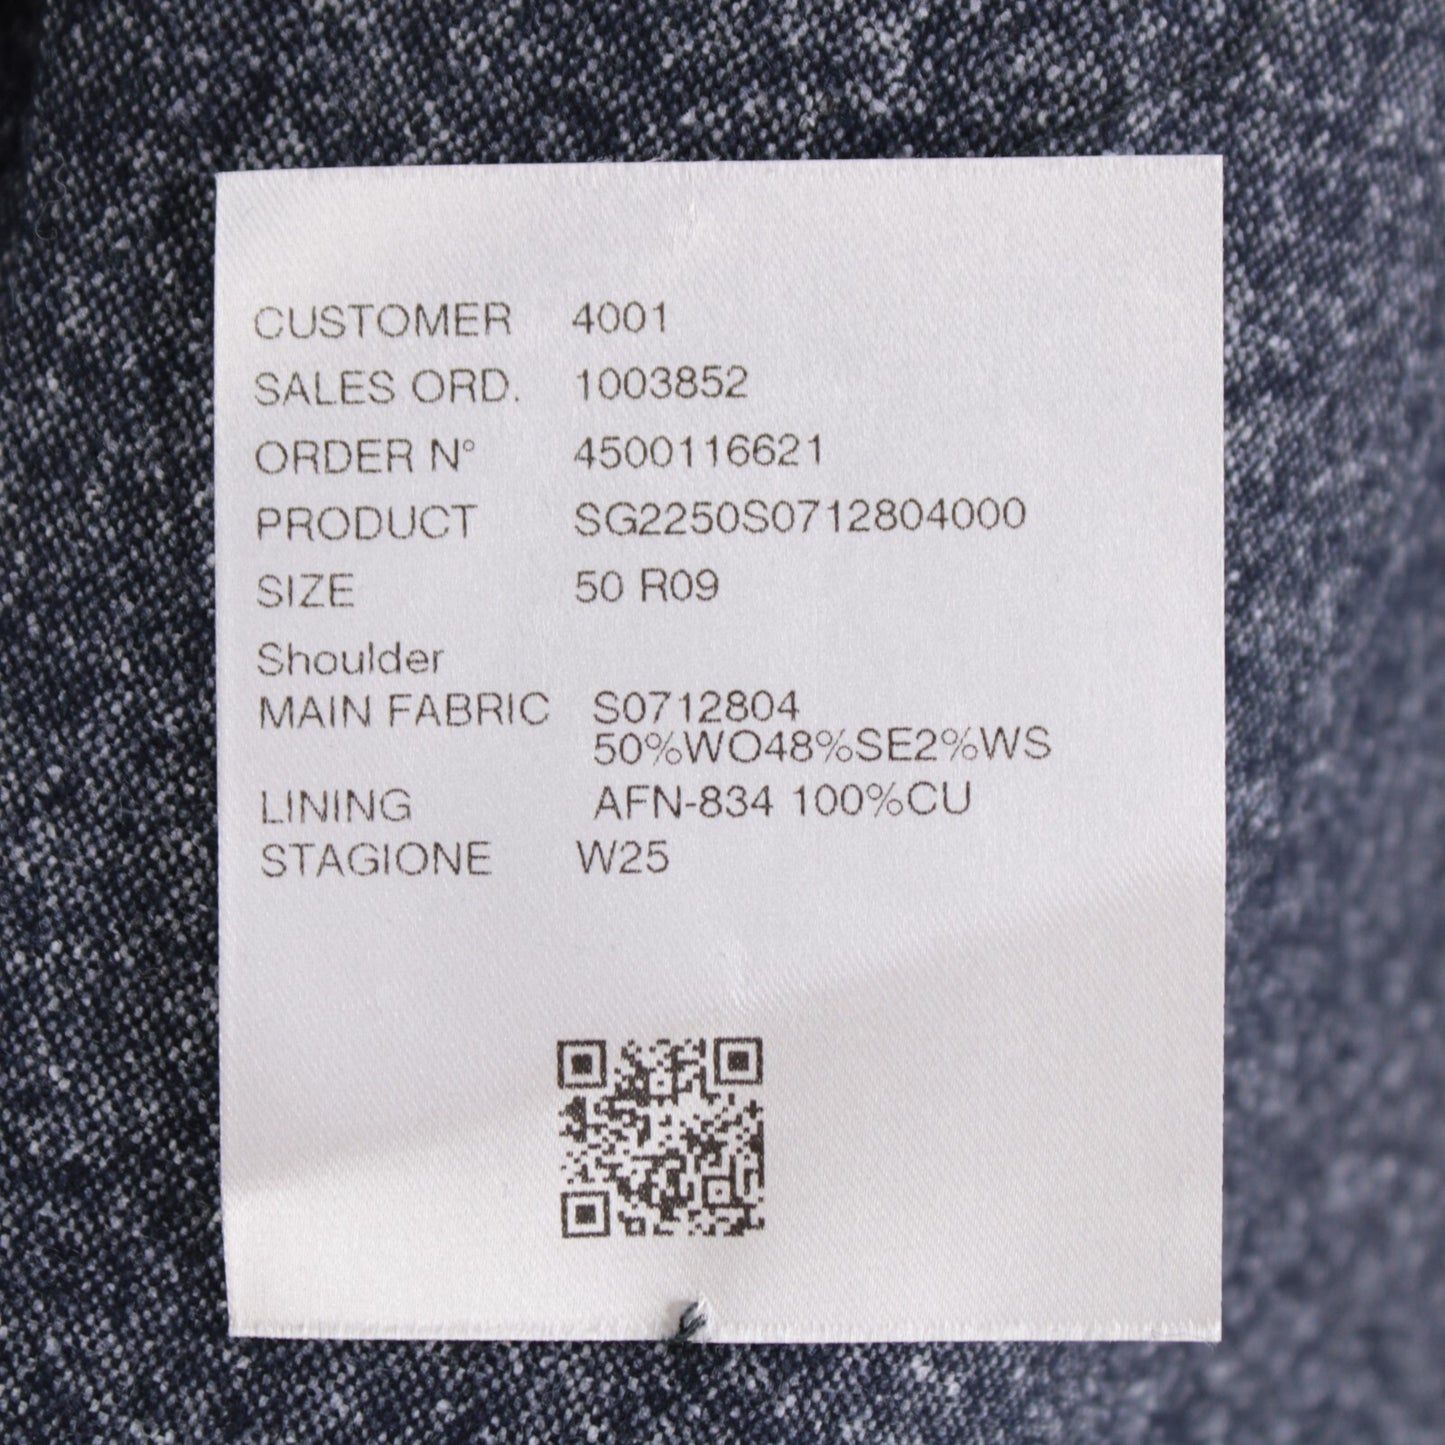 CUSTOMER 4001
SALES ORD. 1003852
ORDER N° 4500116621
PRODUCT SG2250S0712804000
SIZE 50 R09
Shoulder
MAIN FABRIC S0712804
50%WO48%SE2%WS
LINING AFN-834 100%CU
STAGIONE W25